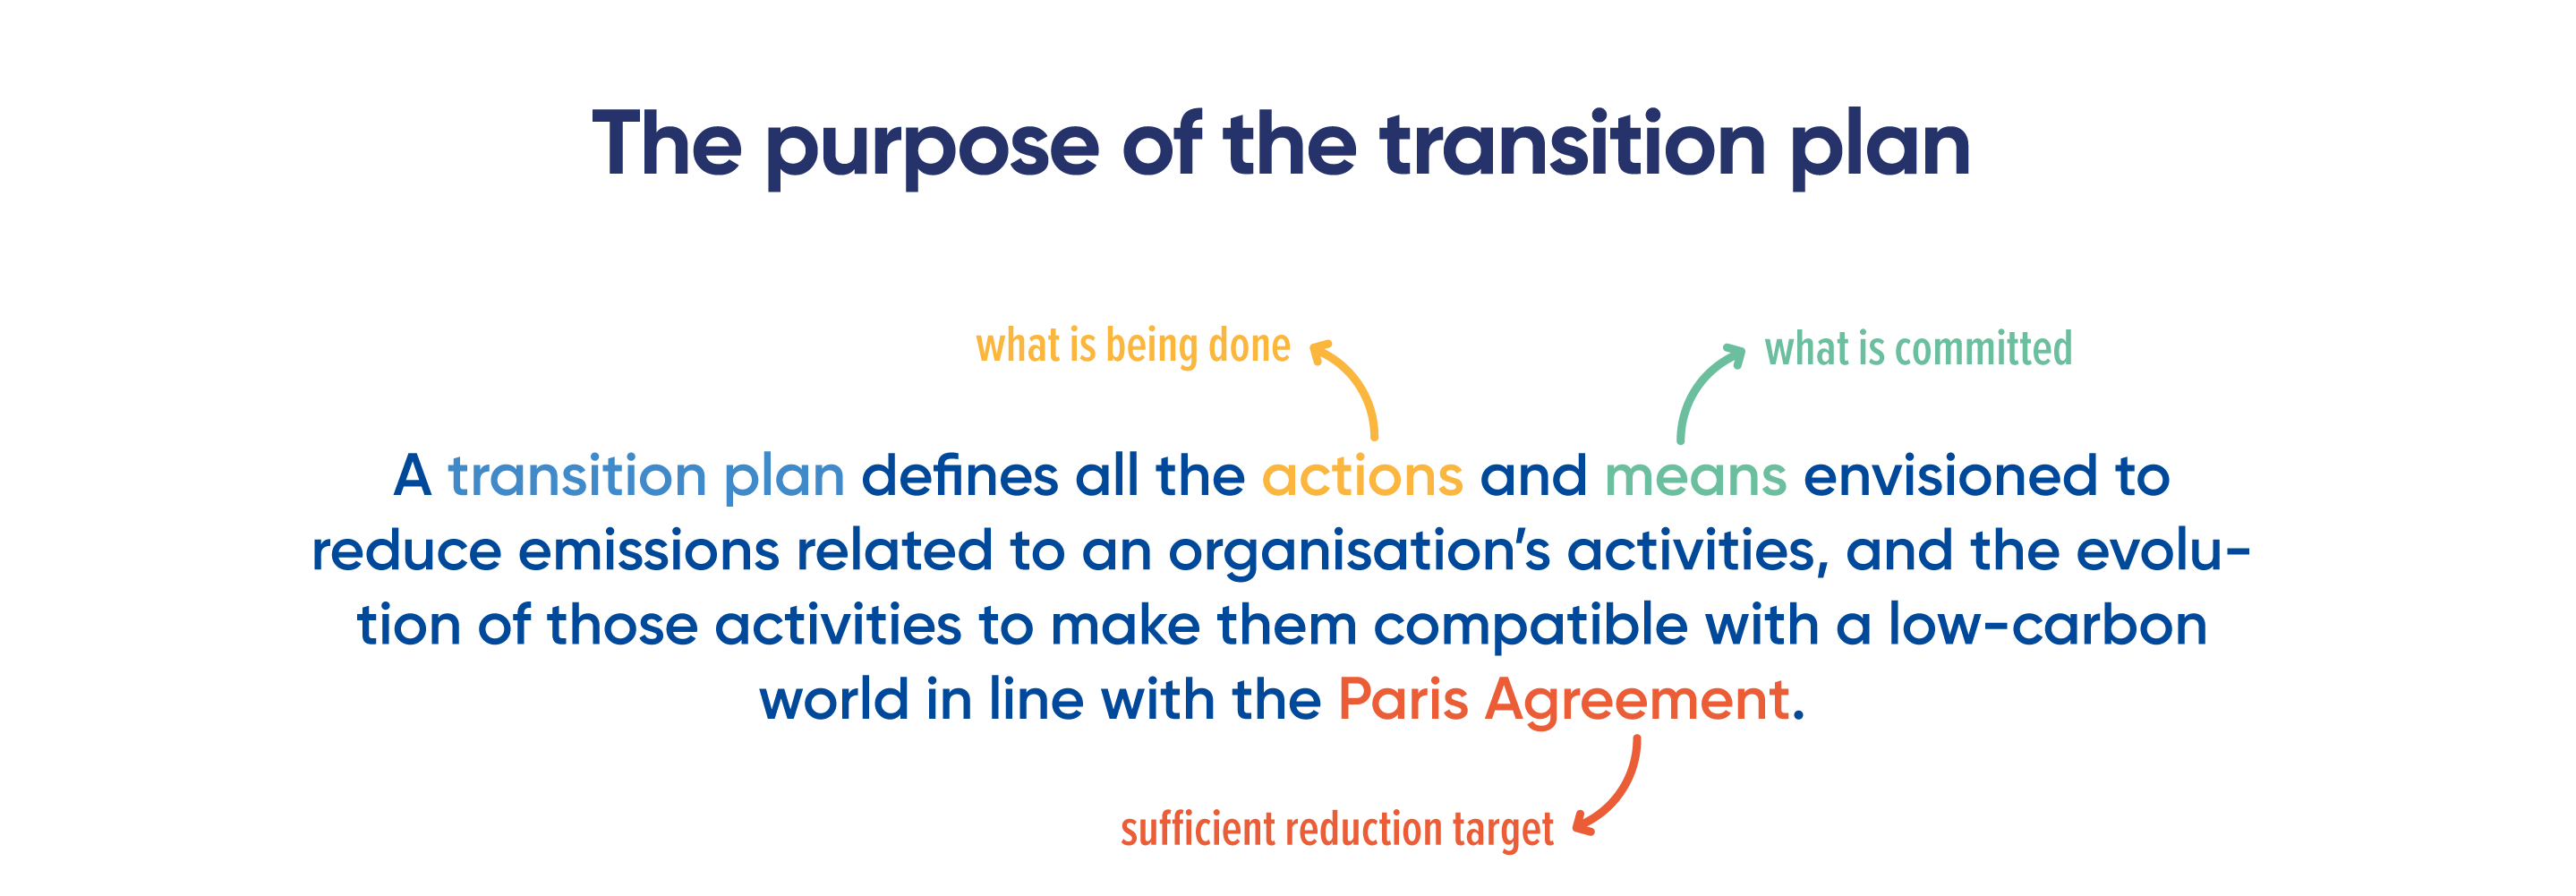 The purpose of the transition plan
what is being done
what is committed
A transition plan defines all the actions and means envisioned to
reduce emissions related to an organisation’s activities, and the evolu-
tion of those activities to make them compatible with a low-carbon
world in line with the Paris Agreement.
sufficient reduction target